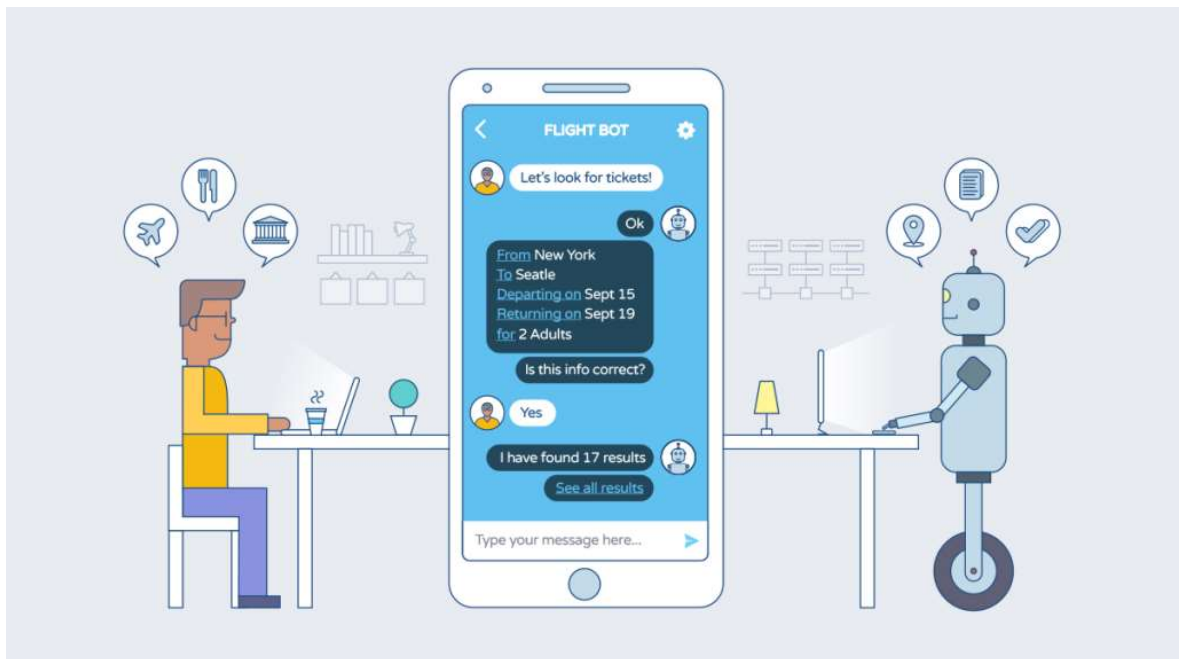 FLIGHT BOT
Let's look for tickets!
Ok
From New York
To Seatle
Departing on Sept 15
Returning on Sept 19
for 2 Adults
Is this info correct?
Yes
I have found 17 results
See all results
Type your message here...